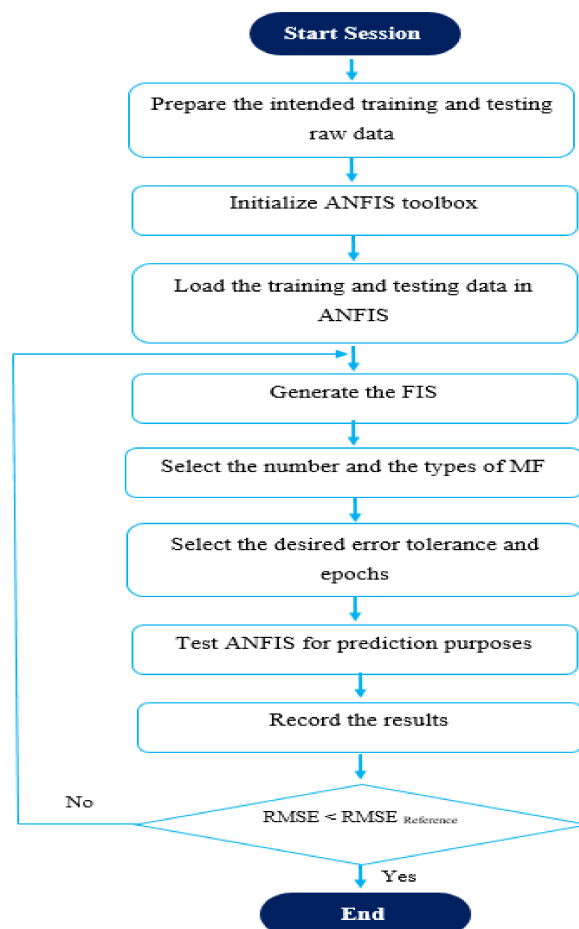 Start Session
Prepare the intended training and testing
raw data
Initialize ANFIS toolbox
Load the training and testing data in
ANFIS
Generate the FIS
Select the number and the types of MF
Select the desired error tolerance and
epochs
Test ANFIS for prediction purposes
Record the results
No
RMSE < RMSE Reference
Yes
End